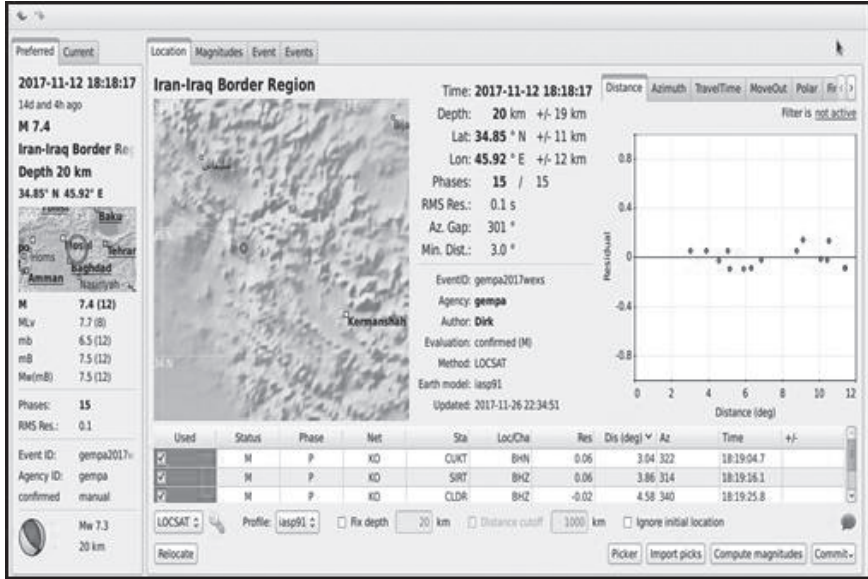 Preferred Current
2017-11-12 18:18:17
14d and 4h ago
M 7.4
Iran-Iraq Border Re
Depth 20 km
34.85° N 45.92° E
Baku
Mosul
Tehran
Homs
Baghdad
Amman
Nasiriyah
M 7.4 (12)
MLv 7.7 (8)
mb 6.5 (12)
mB 7.5 (12)
Mw(mB) 7.5 (12)
Phases: 15
RMS Res.: 0.1
Event ID: gempa2017w
Agency ID: gempa
confirmed manual
Mw 7.3
20 km
Location Magnitudes Event Events
Iran-Iraq Border Region
Kermanshah
Time: 2017-11-12 18:18:17
Depth: 20 km +/- 19 km
Lat: 34.85 ° N +/- 11 km
Lon: 45.92 ° E +/- 12 km
Phases: 15 / 15
RMS Res.: 0.1 s
Az. Gap: 301 °
Min. Dist.: 3.0 °
EventID: gempa2017wexs
Agency: gempa
Author: Dirk
Evaluation: confirmed (M)
Method: LOCSAT
Earth model: iasp91
Updated: 2017-11-26 22:34:51
Distance Azimuth TravelTime MoveOut Polar Fir
Filter is not active
0.8
0.4
0
-0.4
-0.8
Residual
0 2 4 6 8 10 12
Distance (deg)
Used Status Phase Net Sta Loc/Cha Res Dis (deg) Az Time +/-
M P KO CUKT BHN 0.06 3.04 322 18:19:04.7
M P KO SIRT BHZ 0.06 3.86 314 18:19:16.1
M P KO CLDR BHZ -0.02 4.58 340 18:19:25.8
LOCSAT Profile: iasp91 Fix depth 20 km Distance cutoff 1000 km Ignore initial location
Relocate Picker Import picks Compute magnitudes Commit